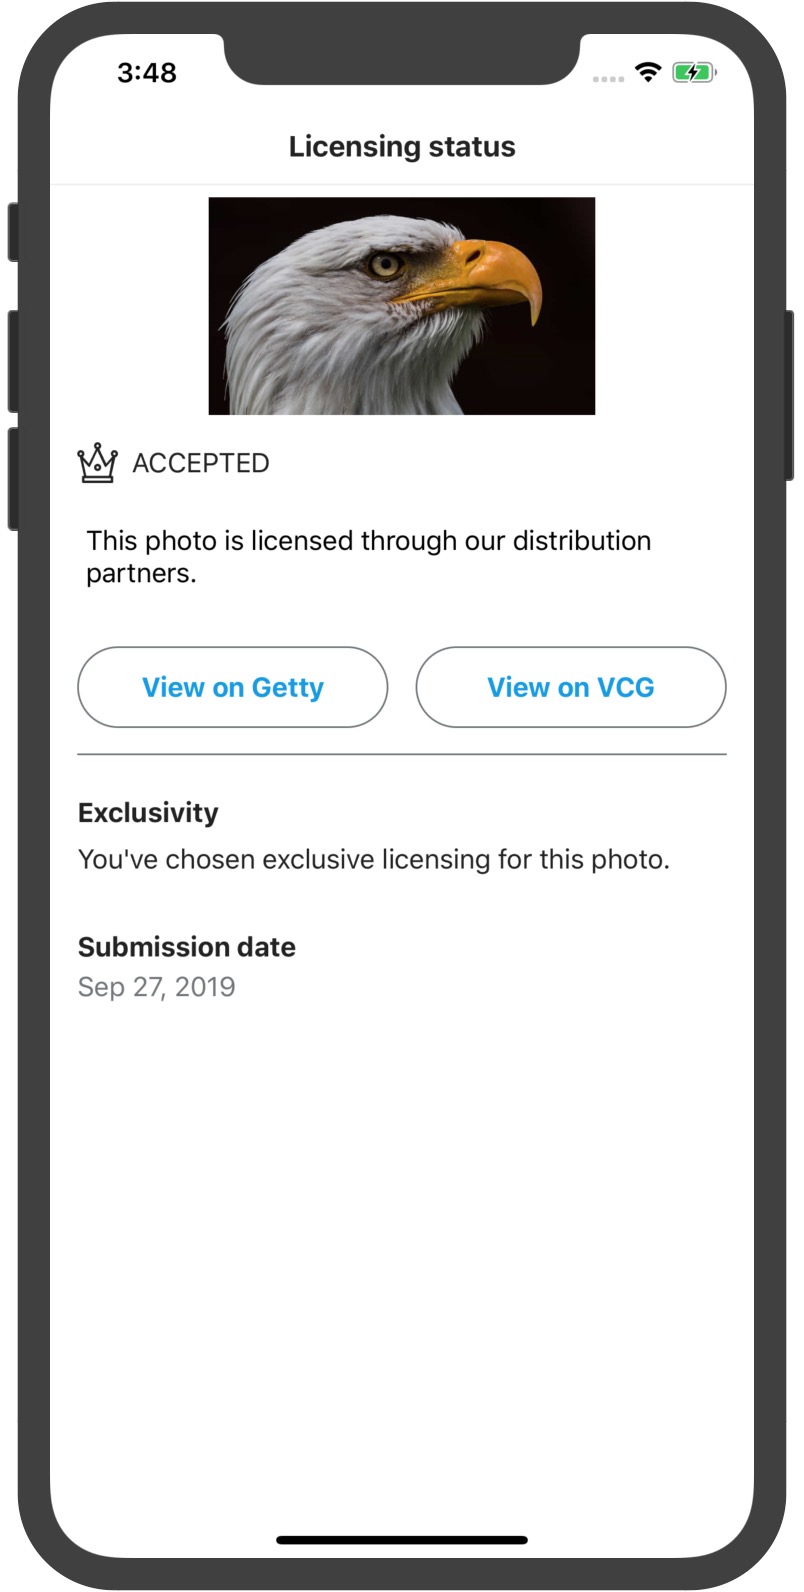 3:48
Licensing status
ACCEPTED
This photo is licensed through our distribution
partners.
View on Getty
View on VCG
Exclusivity
You've chosen exclusive licensing for this photo.
Submission date
Sep 27, 2019